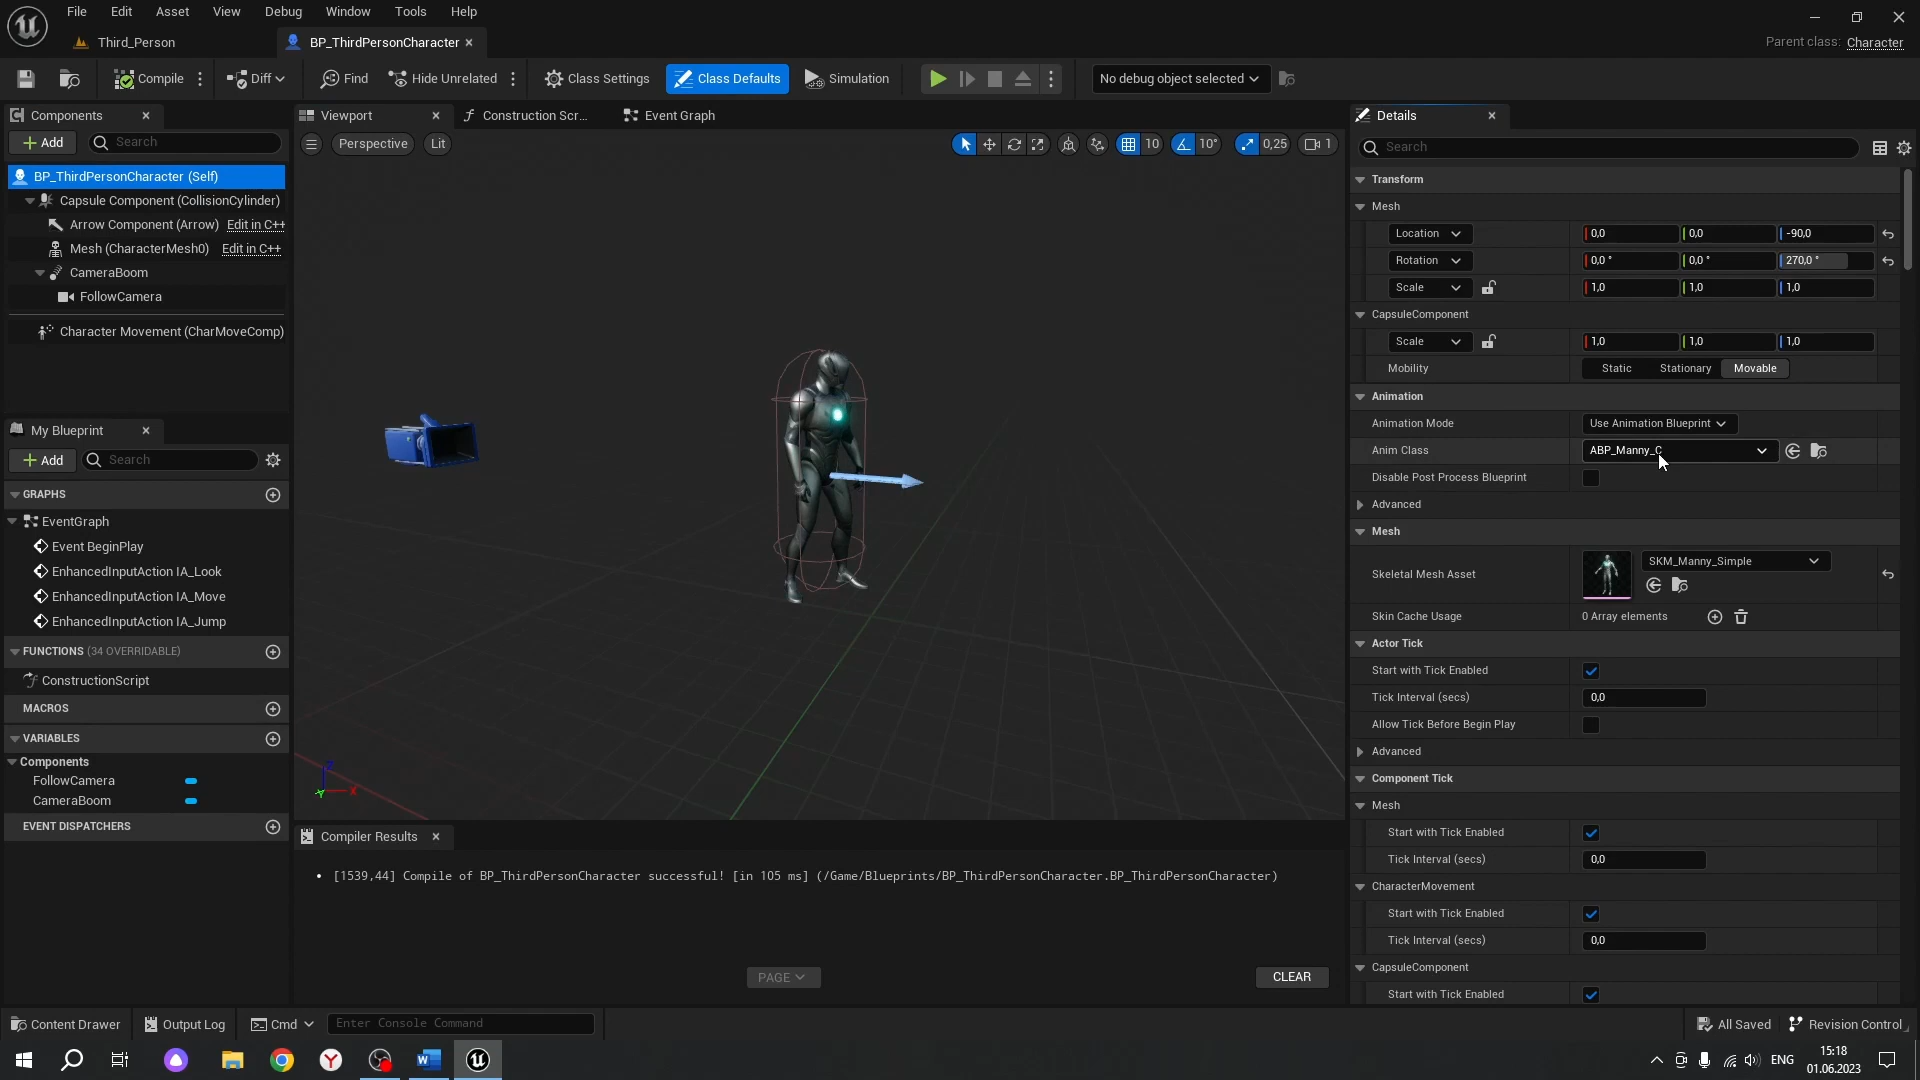 File Edit Asset View Debug Window Tools Help
Third_Person
BP_ThirdPersonCharacter
Parent class: Character
Compile
Diff
Find
Hide Unrelated
Class Settings
Class Defaults
Simulation
No debug object selected
Components
Add
Search
BP_ThirdPersonCharacter (Self)
Capsule Component (CollisionCylinder)
Arrow Component (Arrow) Edit in C++
Mesh (CharacterMesh0) Edit in C++
CameraBoom
FollowCamera
Character Movement (CharMoveComp)
My Blueprint
Add
Search
GRAPHS
EventGraph
Event BeginPlay
EnhancedInputAction IA_Look
EnhancedInputAction IA_Move
EnhancedInputAction IA_Jump
FUNCTIONS (34 OVERRIDABLE)
ConstructionScript
MACROS
VARIABLES
Components
FollowCamera
CameraBoom
EVENT DISPATCHERS
Viewport
Construction Scr...
Event Graph
Perspective
Lit
10
10°
0,25
1
Z
X
Y
Compiler Results
[1539,44] Compile of BP_ThirdPersonCharacter successful! [in 105 ms] (/Game/Blueprints/BP_ThirdPersonCharacter.BP_ThirdPersonCharacter)
PAGE
CLEAR
Details
Search
Transform
Mesh
Location 0,0 0,0 -90,0
Rotation 0,0 ° 0,0 ° 270,0 °
Scale 1,0 1,0 1,0
CapsuleComponent
Scale 1,0 1,0 1,0
Mobility Static Stationary Movable
Animation
Animation Mode Use Animation Blueprint
Anim Class ABP_Manny_C
Disable Post Process Blueprint
Advanced
Mesh
Skeletal Mesh Asset SKM_Manny_Simple
Skin Cache Usage 0 Array elements
Actor Tick
Start with Tick Enabled
Tick Interval (secs) 0,0
Allow Tick Before Begin Play
Advanced
Component Tick
Mesh
Start with Tick Enabled
Tick Interval (secs) 0,0
CharacterMovement
Start with Tick Enabled
Tick Interval (secs) 0,0
CapsuleComponent
Start with Tick Enabled
Content Drawer
Output Log
Cmd
Enter Console Command
All Saved
Revision Control
ENG
15:18
01.06.2023